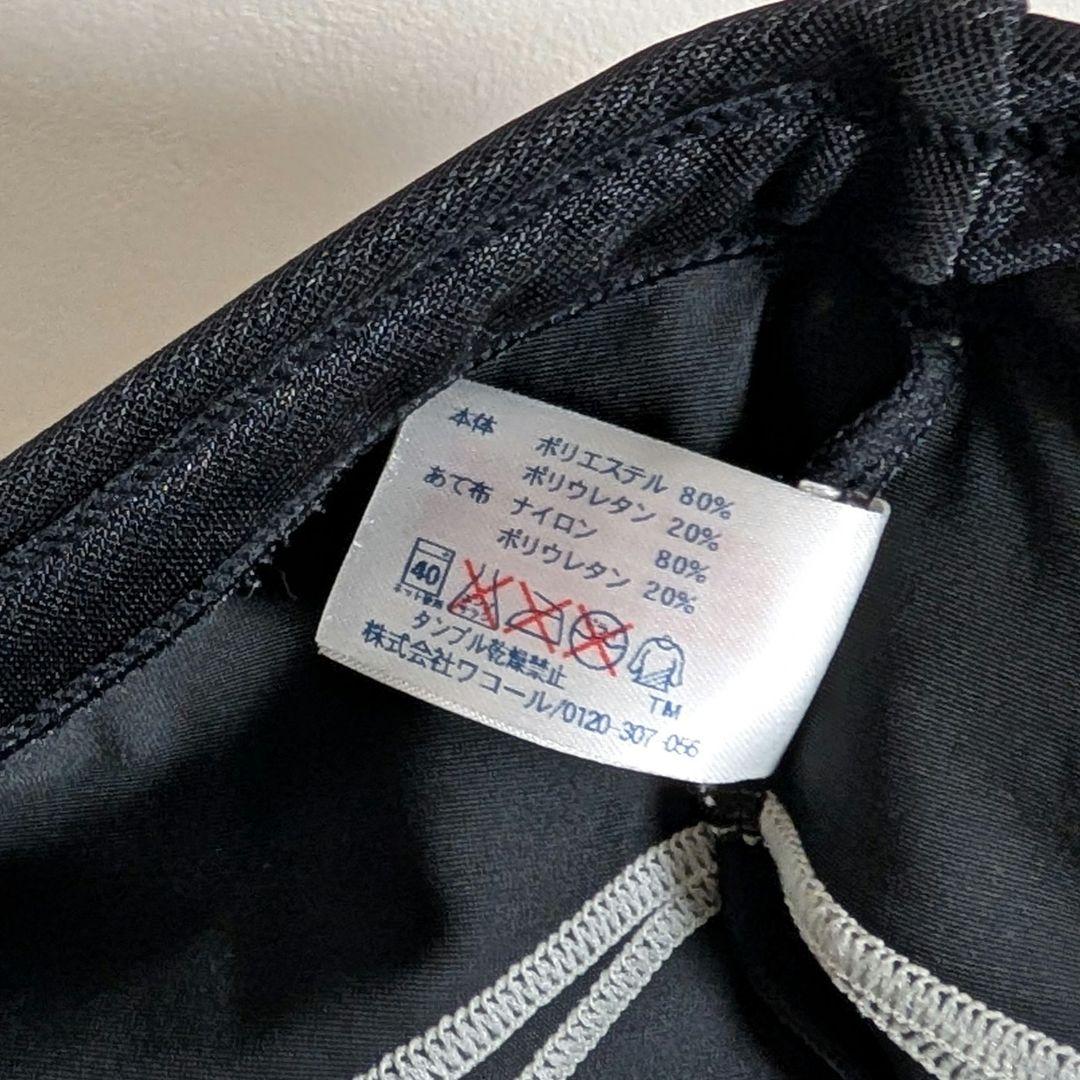 本体 ポリエステル 80%
ポリウレタン 20%
あて布 ナイロン 80%
ポリウレタン 20%
40
タンブル乾燥禁止
株式会社ワコール/0120-307-056
TM